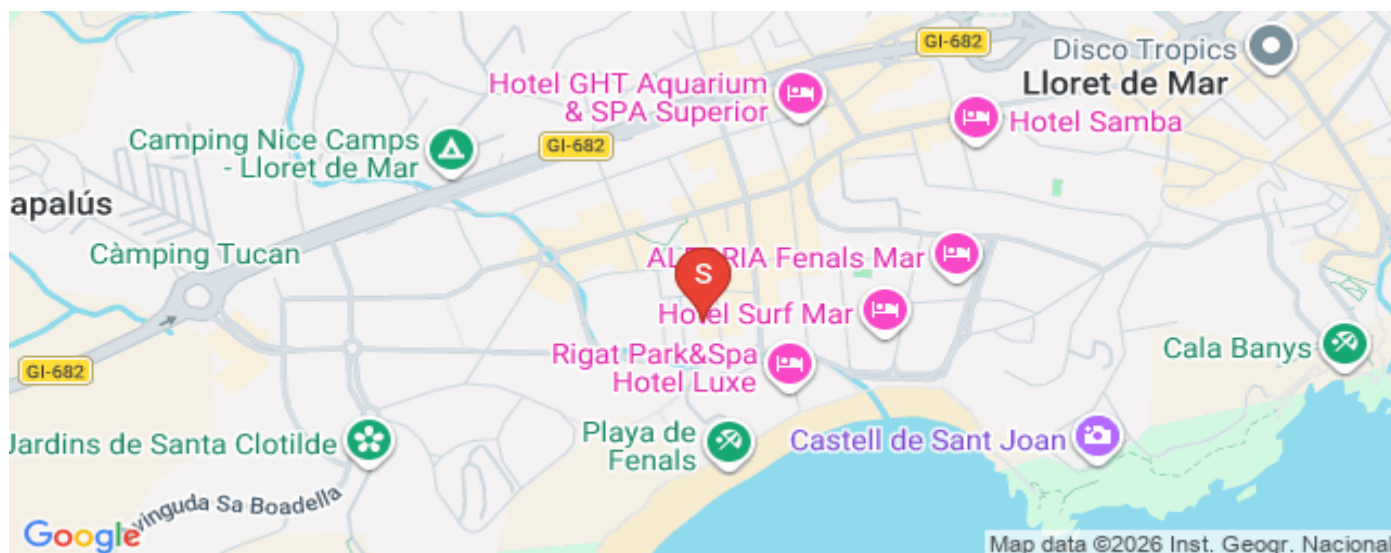 GI-682
Disco Tropics
Lloret de Mar
Hotel GHT Aquarium
& SPA Superior
Hotel Samba
Camping Nice Camps
- Lloret de Mar
GI-682
apalús
Càmping Tucan
Fenals Mar
S
Hotel Surf Mar
Rigat Park&Spa
Hotel Luxe
Cala Banys
GI-682
Jardins de Santa Clotilde
Playa de
Fenals
Castell de Sant Joan
Sa Boadella
Google
Map data ©2026 Inst. Geogr. Nacional